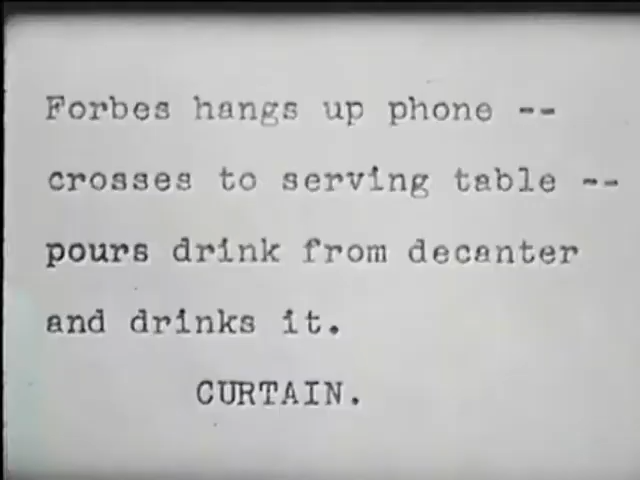 Forbes hangs up phone --
crosses to serving table --
pours drink from decanter
and drinks it.
CURTAIN.